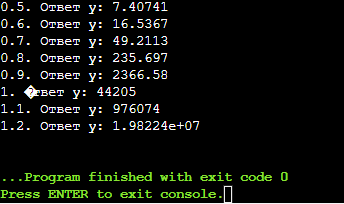 0.5. Ответ y: 7.40741
0.6. Ответ y: 16.5367
0.7. Ответ y: 49.2113
0.8. Ответ y: 235.697
0.9. Ответ y: 2366.58
1. �твет y: 44205
1.1. Ответ y: 976074
1.2. Ответ y: 1.98224e+07
...Program finished with exit code 0
Press ENTER to exit console.